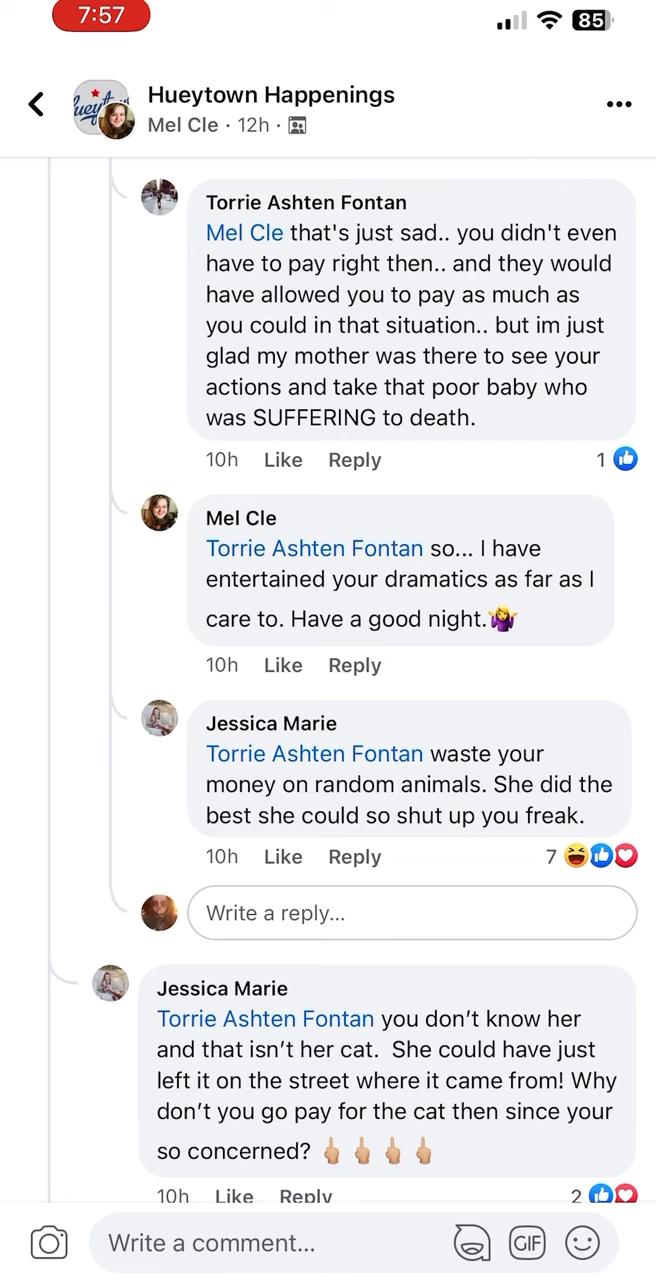 7:57
85
Hueytown Happenings
Mel Cle · 12h ·
Torrie Ashten Fontan
Mel Cle that's just sad.. you didn't even
have to pay right then.. and they would
have allowed you to pay as much as
you could in that situation.. but im just
glad my mother was there to see your
actions and take that poor baby who
was SUFFERING to death.
10h Like Reply 1
Mel Cle
Torrie Ashten Fontan so... I have
entertained your dramatics as far as I
care to. Have a good night.🤷‍♀️
10h Like Reply
Jessica Marie
Torrie Ashten Fontan waste your
money on random animals. She did the
best she could so shut up you freak.
10h Like Reply 7
Write a reply...
Jessica Marie
Torrie Ashten Fontan you don’t know her
and that isn’t her cat.  She could have just
left it on the street where it came from! Why
don’t you go pay for the cat then since your
so concerned? 🖕🏼🖕🏼🖕🏼🖕🏼
10h Like Reply 2
Write a comment...
GIF